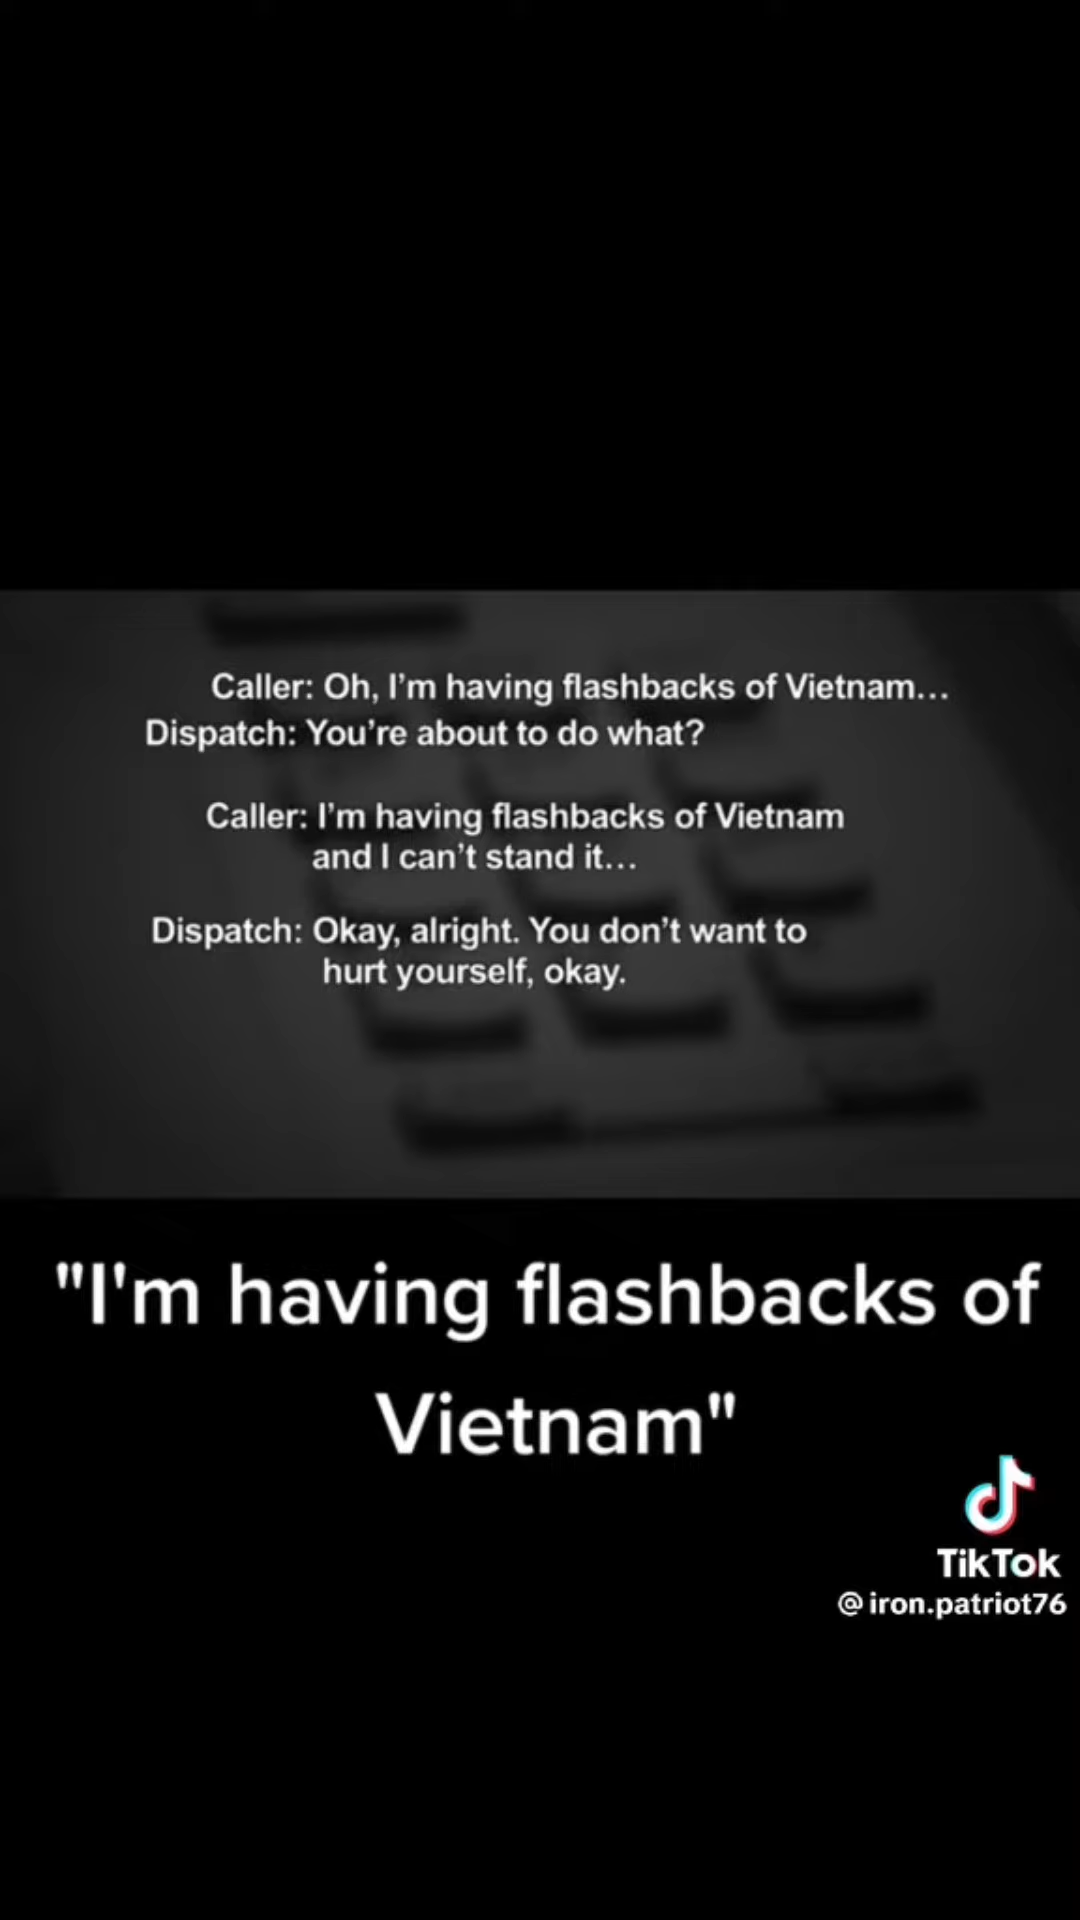 Caller: Oh, I’m having flashbacks of Vietnam...
Dispatch: You’re about to do what?
Caller: I’m having flashbacks of Vietnam
and I can’t stand it...
Dispatch: Okay, alright. You don’t want to
hurt yourself, okay.
"I'm having flashbacks of
Vietnam"
TikTok
@iron.patriot76